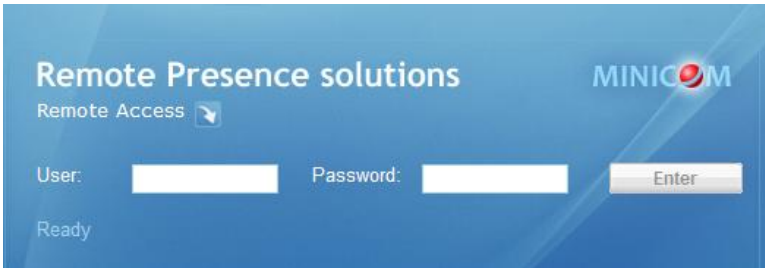 Remote Presence solutions
MINICOM
Remote Access
User:
Password:
Enter
Ready